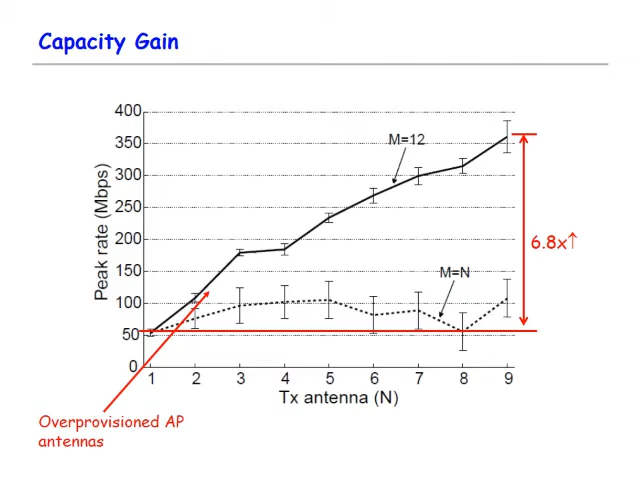 Capacity Gain
Peak rate (Mbps)
400
350
300
250
200
150
100
50
0
M=12
M=N
6.8x↑
1 2 3 4 5 6 7 8 9
Tx antenna (N)
Overprovisioned AP
antennas